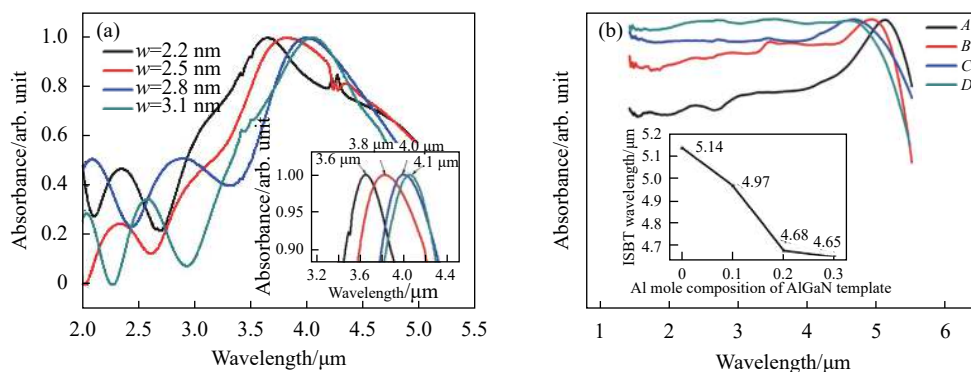 (a)
w=2.2 nm
w=2.5 nm
w=2.8 nm
w=3.1 nm
Absorbance/arb. unit
1.0
0.8
0.6
0.4
0.2
0
2.0 2.5 3.0 3.5 4.0 4.5 5.0 5.5
Wavelength/μm
3.8 μm 4.0 μm
3.6 μm 4.1 μm
Absorbance/arb. unit
1.00
0.95
0.90
3.2 3.6 4.0 4.4
Wavelength/μm
(b)
A
B
C
D
Absorbance/arb. unit
1 2 3 4 5 6
Wavelength/μm
ISBT wavelength/μm
5.2
5.1
5.0
4.9
4.8
4.7
5.14
4.97
4.68
4.65
0 0.1 0.2 0.3
Al mole composition of AlGaN template